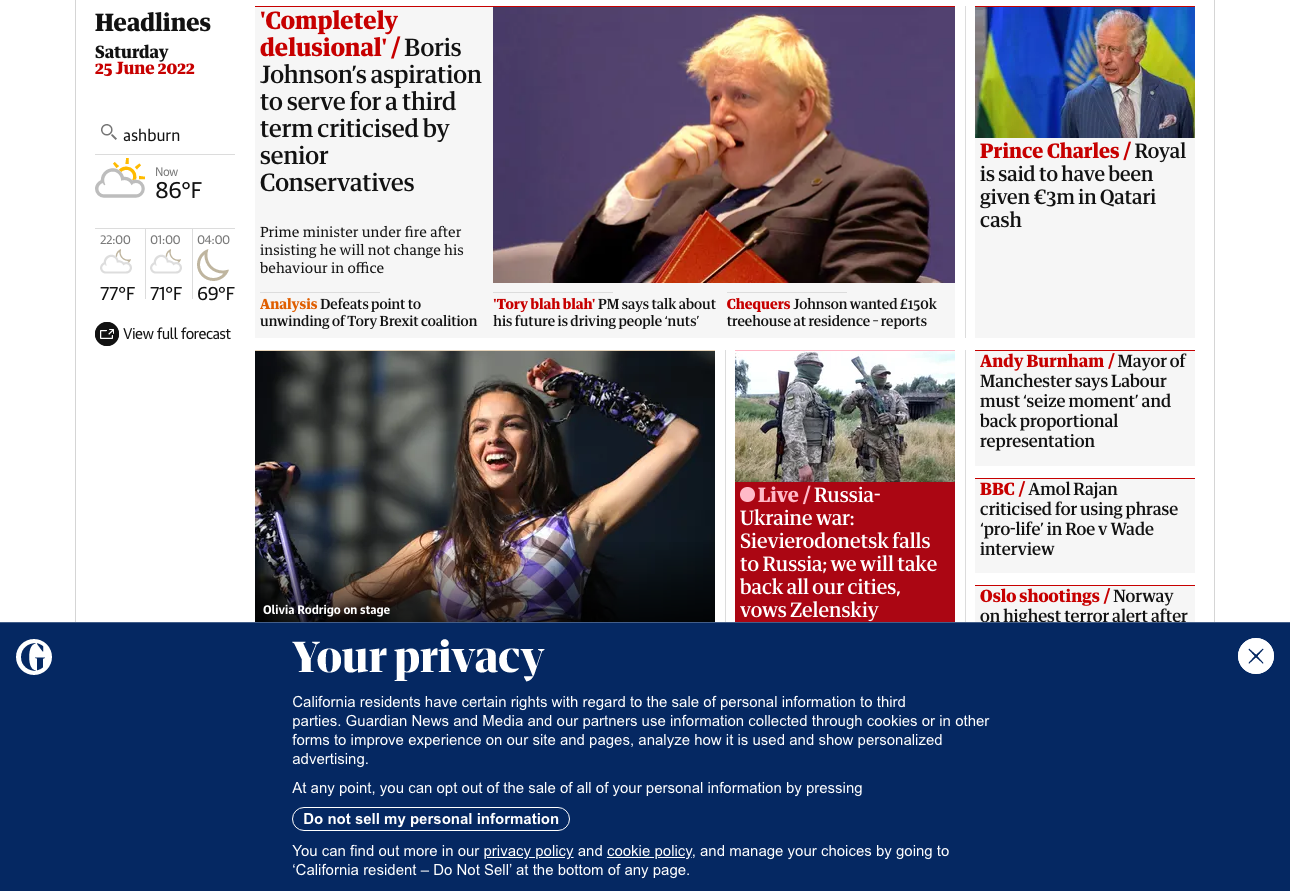 Headlines
Saturday
25 June 2022
ashburn
Now
86°F
22:00
01:00
04:00
77°F
71°F
69°F
View full forecast
'Completely
delusional' / Boris
Johnson’s aspiration
to serve for a third
term criticised by
senior
Conservatives
Prime minister under fire after
insisting he will not change his
behaviour in office
Analysis Defeats point to
unwinding of Tory Brexit coalition
'Tory blah blah' PM says talk about
his future is driving people ‘nuts’
Chequers Johnson wanted £150k
treehouse at residence – reports
Prince Charles / Royal
is said to have been
given €3m in Qatari
cash
Olivia Rodrigo on stage
Live / Russia-
Ukraine war:
Sievierodonetsk falls
to Russia; we will take
back all our cities,
vows Zelenskiy
Andy Burnham / Mayor of
Manchester says Labour
must ‘seize moment’ and
back proportional
representation
BBC / Amol Rajan
criticised for using phrase
‘pro-life’ in Roe v Wade
interview
Oslo shootings / Norway
on highest terror alert after
G
Your privacy
California residents have certain rights with regard to the sale of personal information to third
parties. Guardian News and Media and our partners use information collected through cookies or in other
forms to improve experience on our site and pages, analyze how it is used and show personalized
advertising.
At any point, you can opt out of the sale of all of your personal information by pressing
Do not sell my personal information
You can find out more in our privacy policy and cookie policy, and manage your choices by going to
‘California resident – Do Not Sell’ at the bottom of any page.